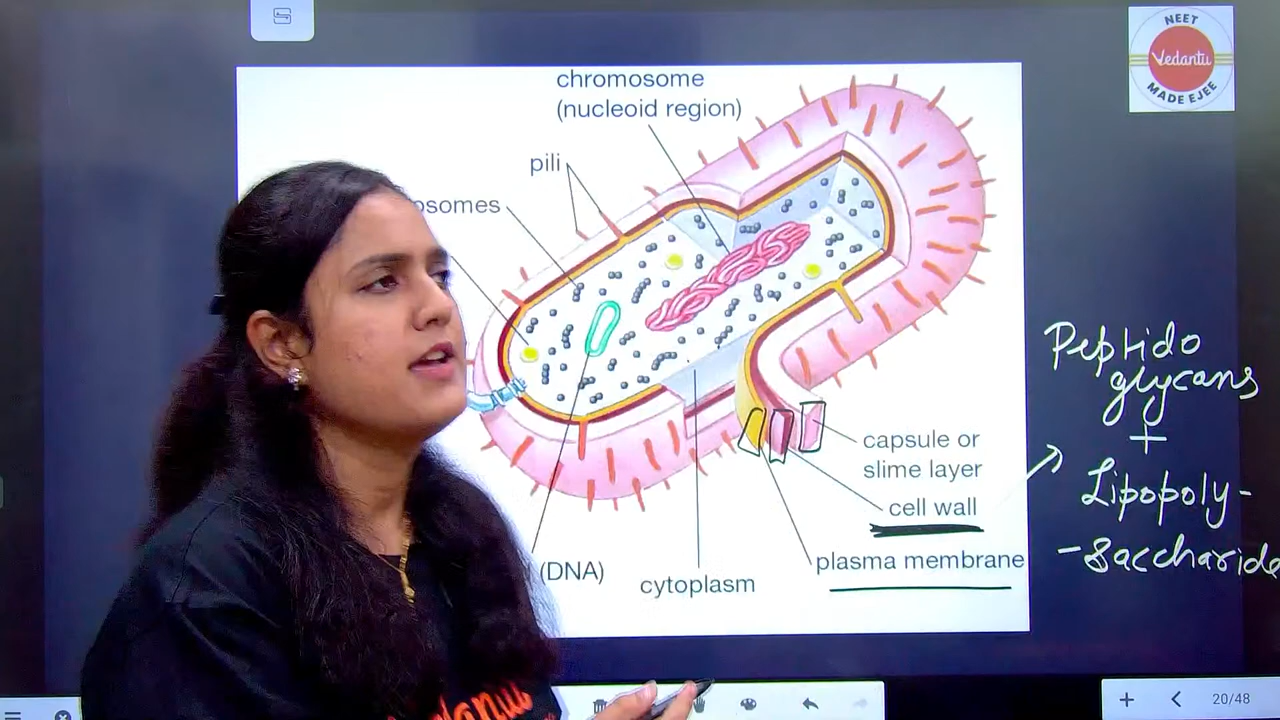 NEET
Vedantu
MADE EJEE
chromosome
(nucleoid region)
pili
osomes
Peptido
glycans
+
Lipopoly-
-Saccharide
capsule or
slime layer
cell wall
plasma membrane
(DNA)
cytoplasm
20/48